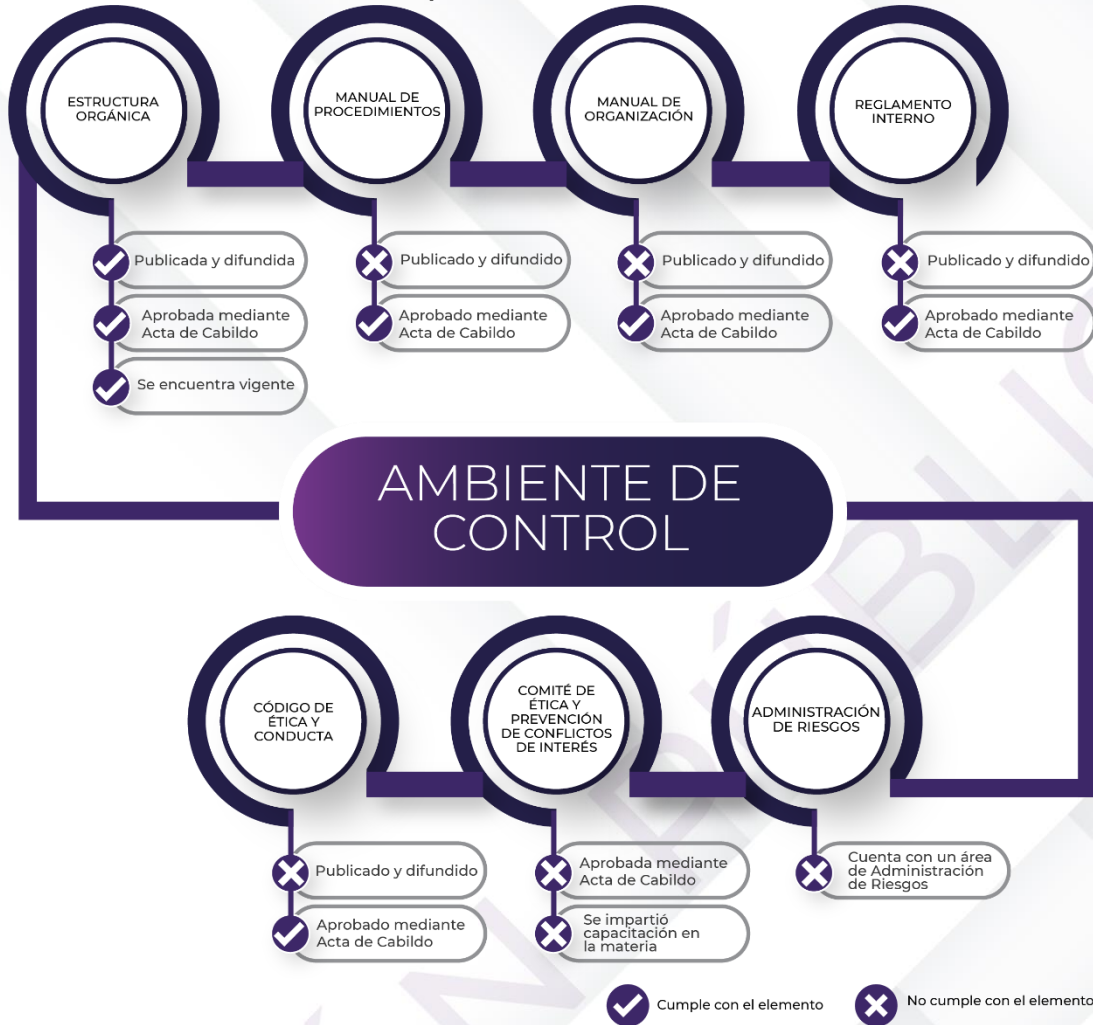 ESTRUCTURA
ORGÁNICA
MANUAL DE
PROCEDIMIENTOS
MANUAL DE
ORGANIZACIÓN
REGLAMENTO
INTERNO
Publicada y difundida
Aprobada mediante
Acta de Cabildo
Se encuentra vigente
Publicado y difundido
Aprobado mediante
Acta de Cabildo
Publicado y difundido
Aprobado mediante
Acta de Cabildo
Publicado y difundido
Aprobado mediante
Acta de Cabildo
AMBIENTE DE
CONTROL
CÓDIGO DE
ÉTICA Y
CONDUCTA
COMITÉ DE
ÉTICA Y
PREVENCIÓN
DE CONFLICTOS
DE INTERÉS
ADMINISTRACIÓN
DE RIESGOS
Publicado y difundido
Aprobado mediante
Acta de Cabildo
Aprobada mediante
Acta de Cabildo
Se impartió
capacitación en
la materia
Cuenta con un área
de Administración
de Riesgos
Cumple con el elemento
No cumple con el elemento